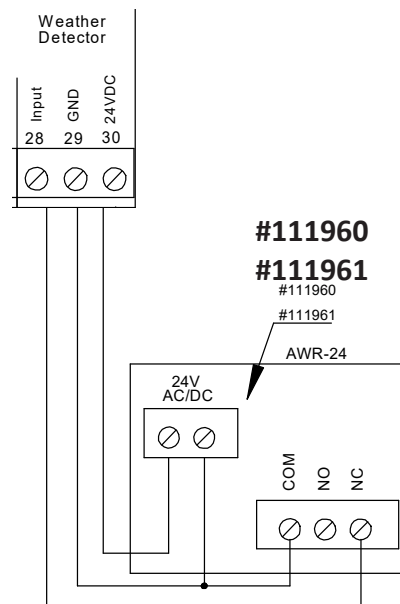 Weather
Detector
Input GND 24VDC
28 29 30
#111960
#111961
#111960
#111961
AWR-24
24V
AC/DC
COM NO NC